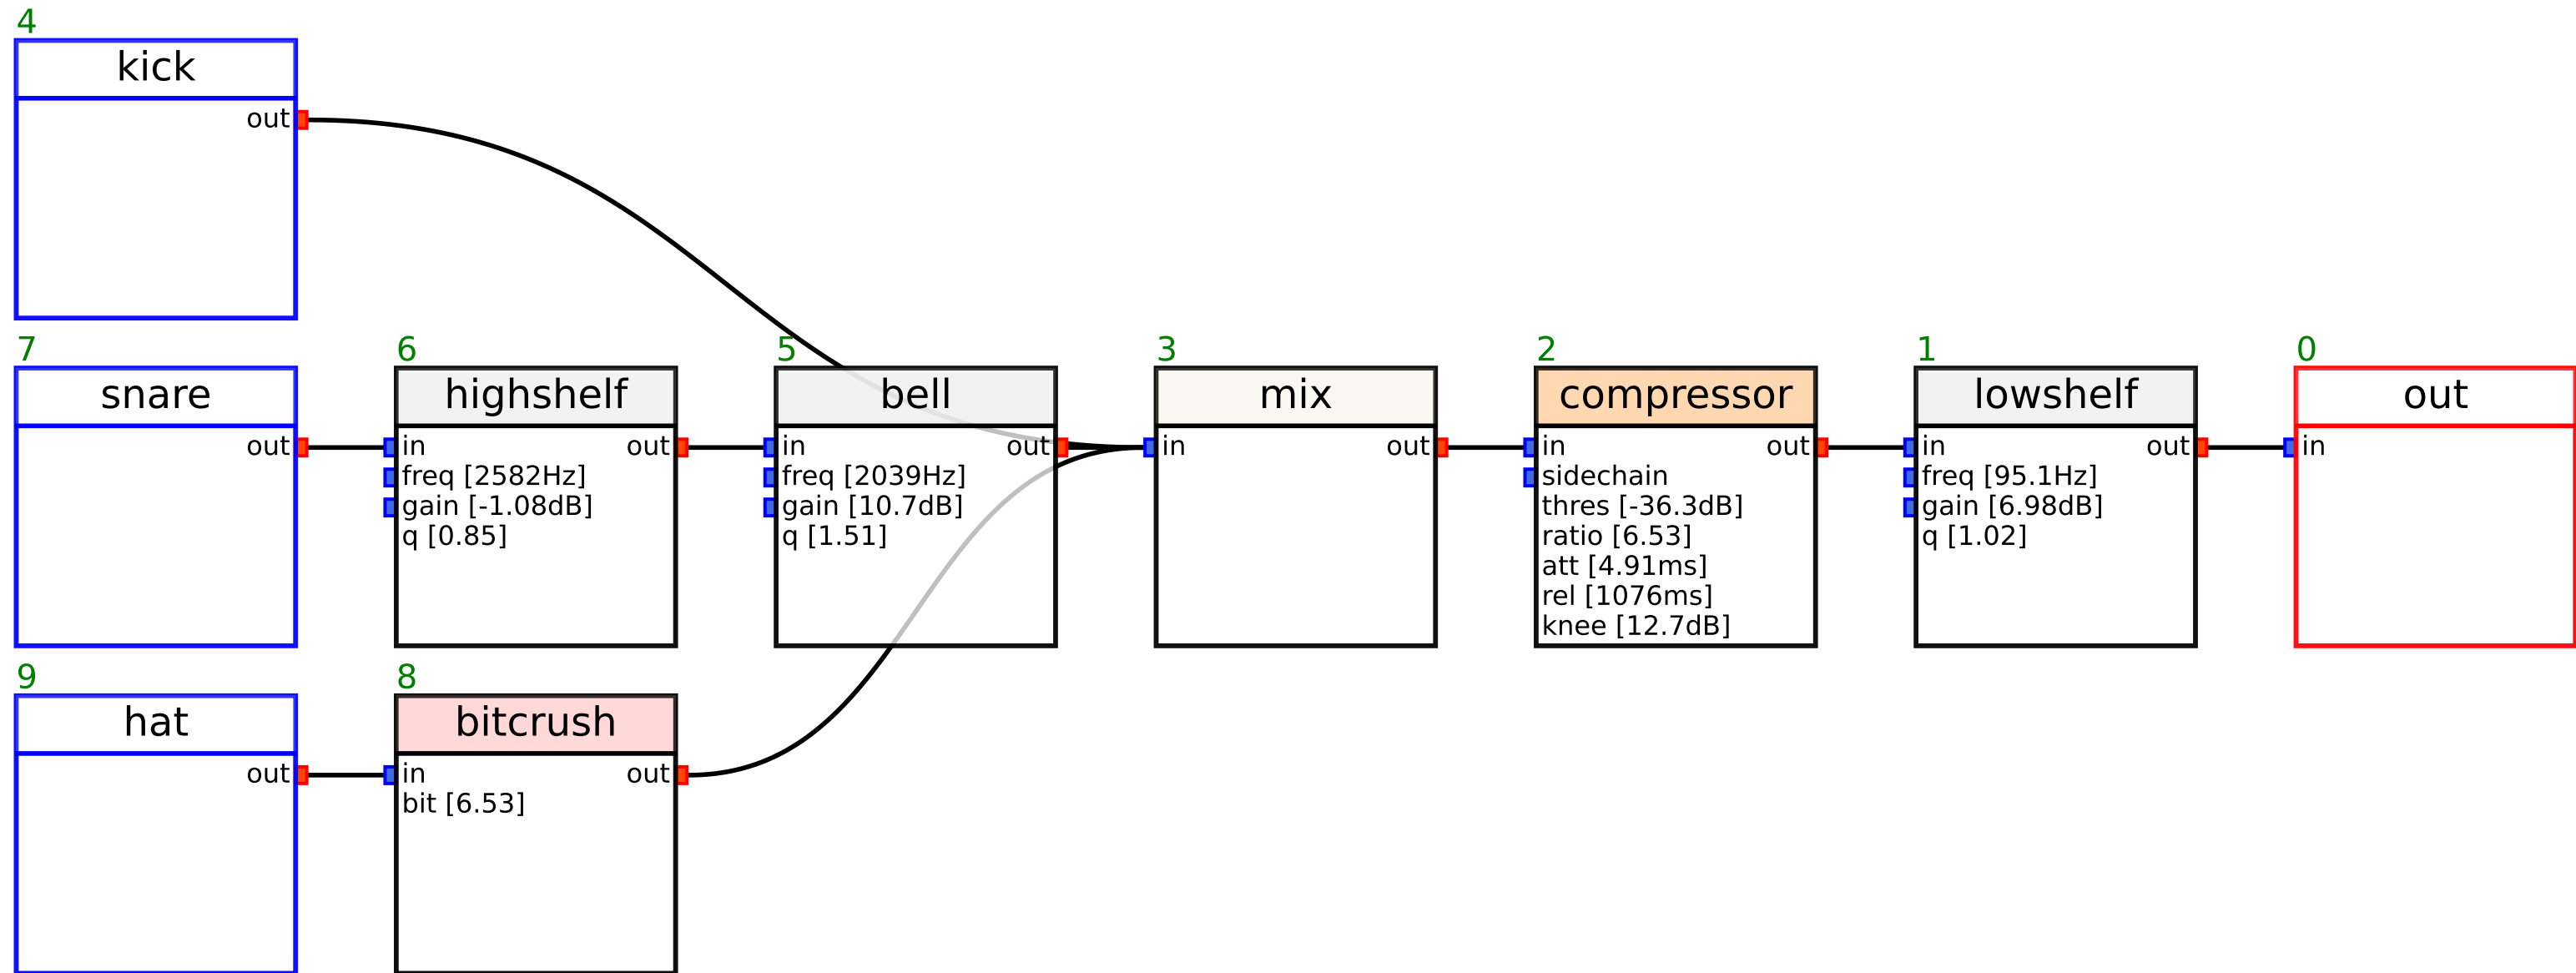 4
kick
out
7
snare
out
6
highshelf
in out
freq [2582Hz]
gain [-1.08dB]
q [0.85]
5
bell
in out
freq [2039Hz]
gain [10.7dB]
q [1.51]
3
mix
in out
2
compressor
in out
sidechain
thres [-36.3dB]
ratio [6.53]
att [4.91ms]
rel [1076ms]
knee [12.7dB]
1
lowshelf
in out
freq [95.1Hz]
gain [6.98dB]
q [1.02]
0
out
in
9
hat
out
8
bitcrush
in out
bit [6.53]